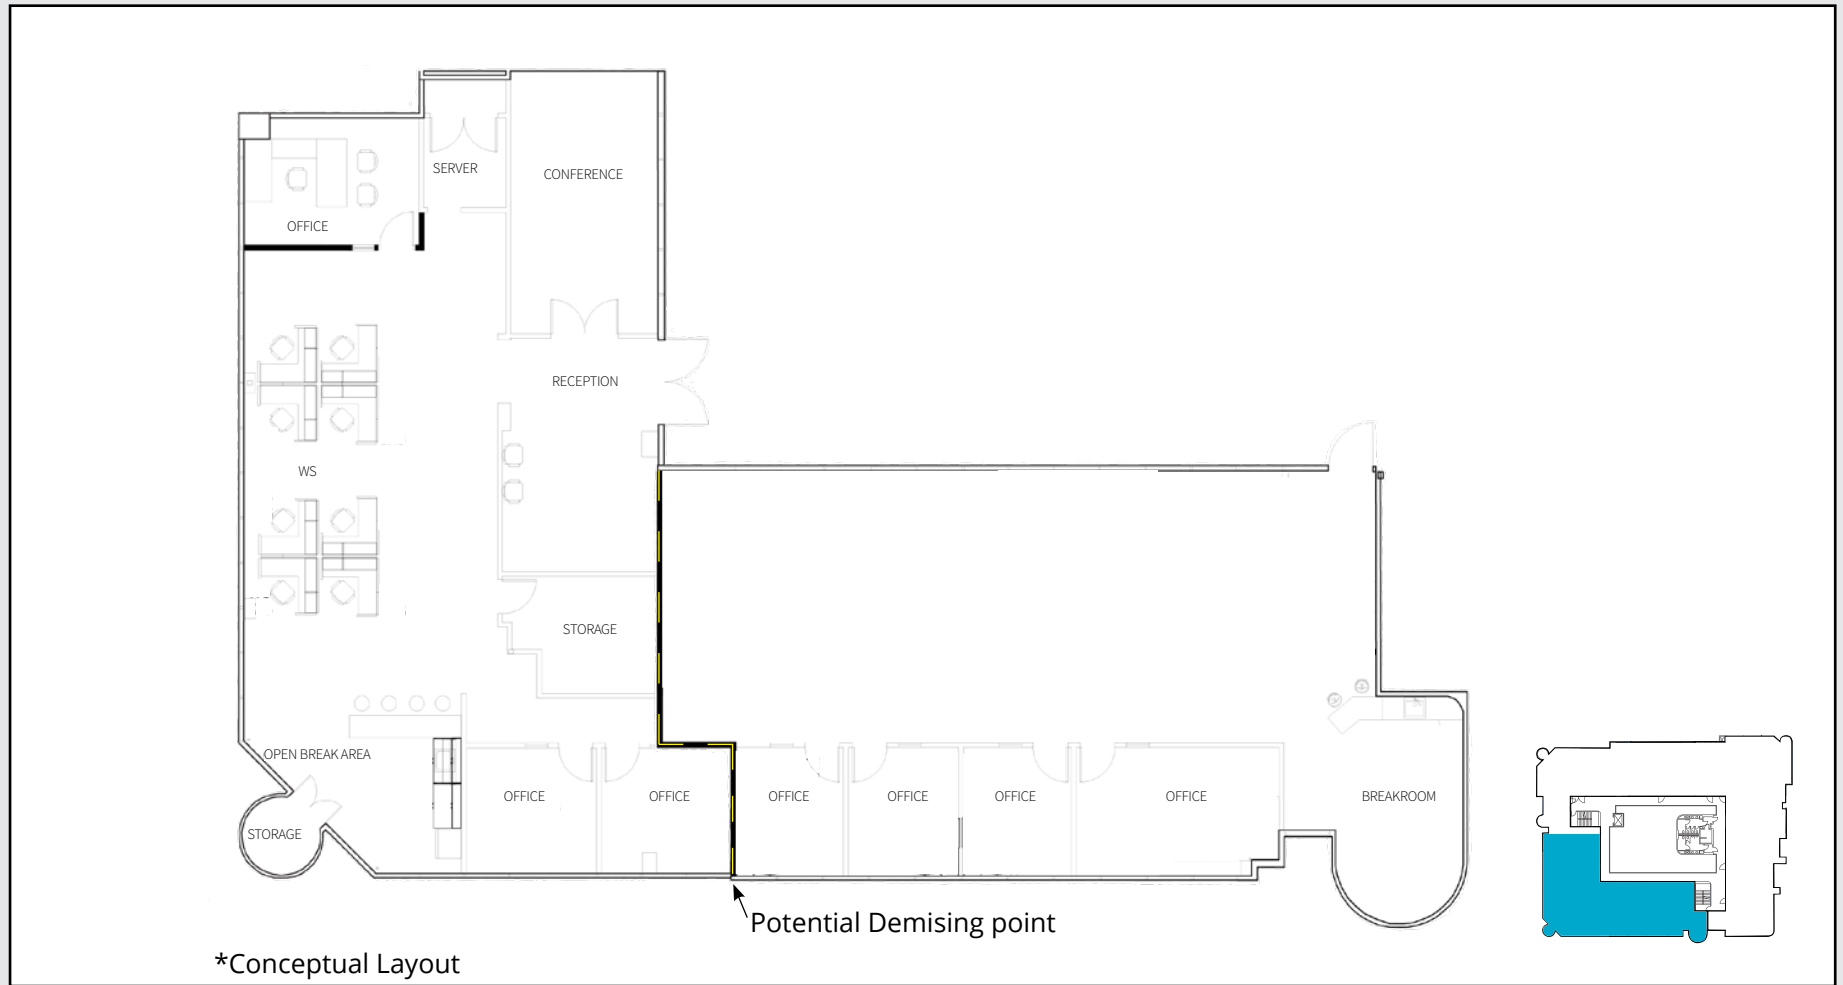 SERVER
CONFERENCE
OFFICE
RECEPTION
WS
STORAGE
OPEN BREAK AREA
OFFICE
OFFICE
OFFICE
OFFICE
OFFICE
OFFICE
BREAKROOM
STORAGE
Potential Demising point
*Conceptual Layout